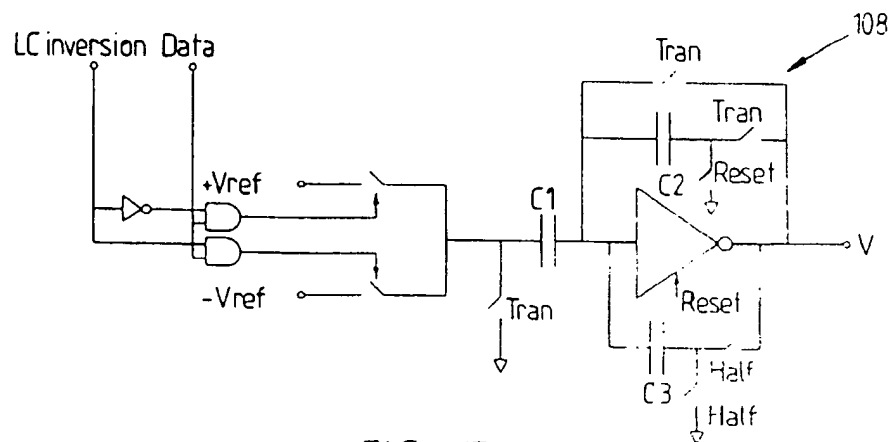 LC inversion Data
108
Tran
Tran
+Vref
C1
C2
Reset
V
-Vref
Tran
Reset
C3
Half
Half